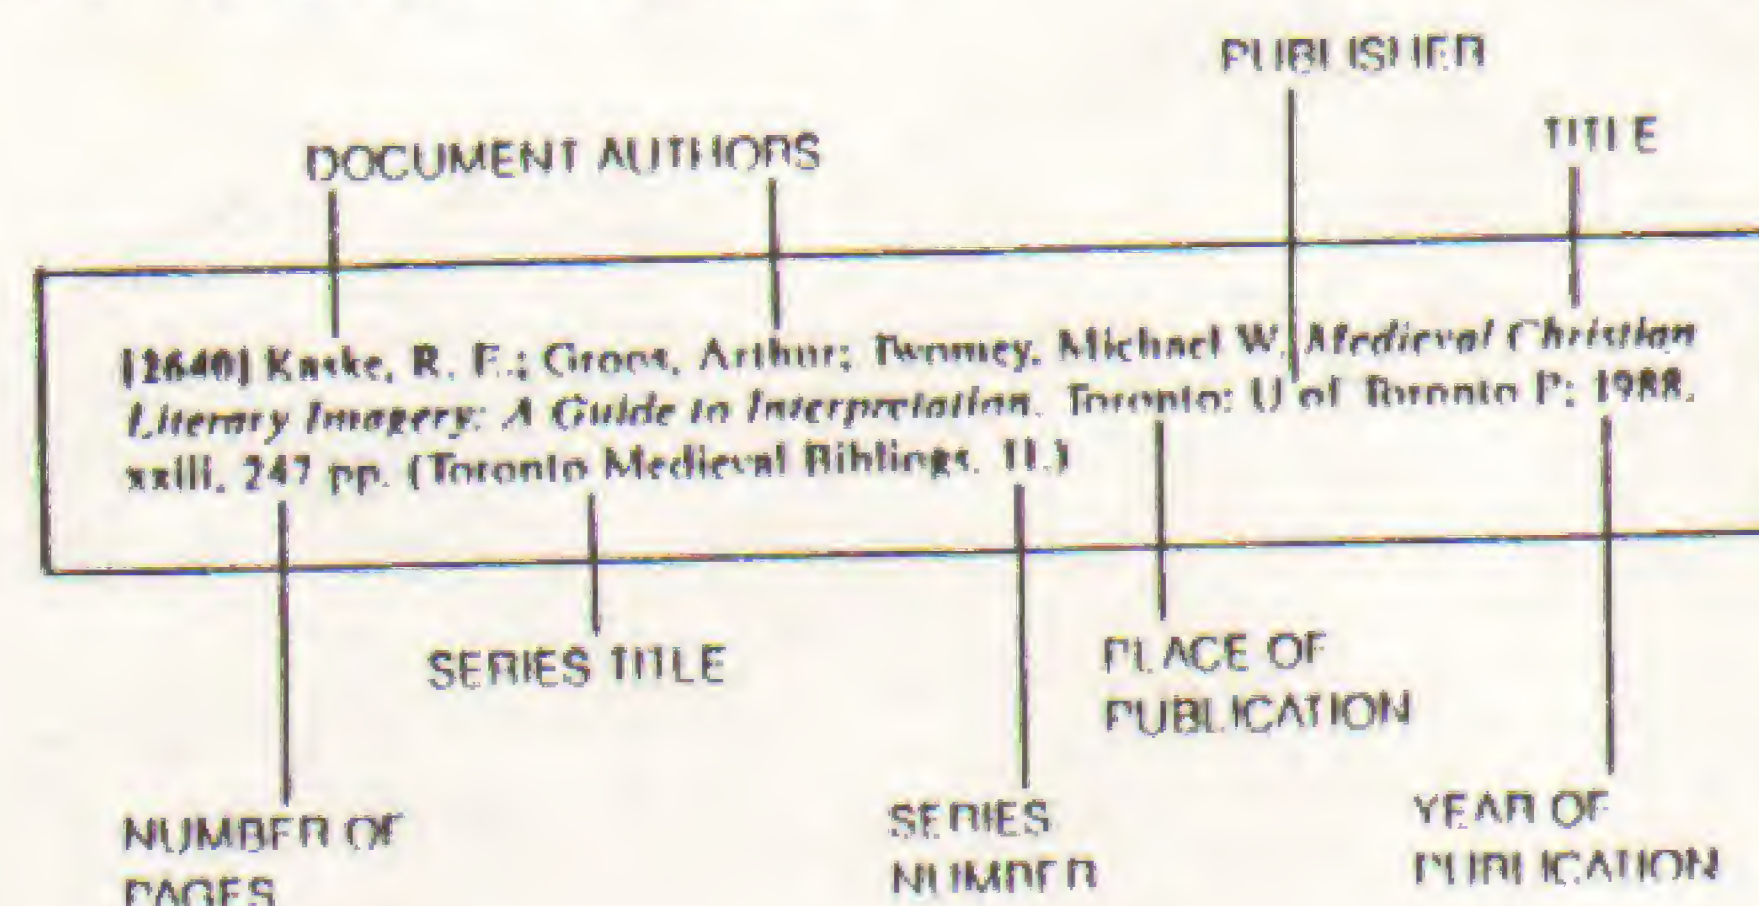 PUBLISHER
TITLE
DOCUMENT AUTHORS
[2640] Kaske, R. E.; Groos, Arthur; Twomey, Michael W. Medieval Christian
Literary Imagery: A Guide to Interpretation. Toronto: U of Toronto P; 1988.
xxiii, 247 pp. (Toronto Medieval Biblings. 11.)
SERIES TITLE
PLACE OF
PUBLICATION
NUMBER OF
PAGES
SERIES
NUMBER
YEAR OF
PUBLICATION